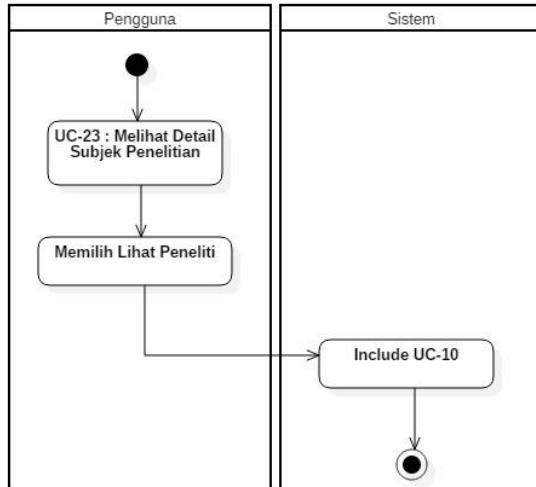 Pengguna
Sistem
UC-23 : Melihat Detail
Subjek Penelitian
Memilih Lihat Peneliti
Include UC-10